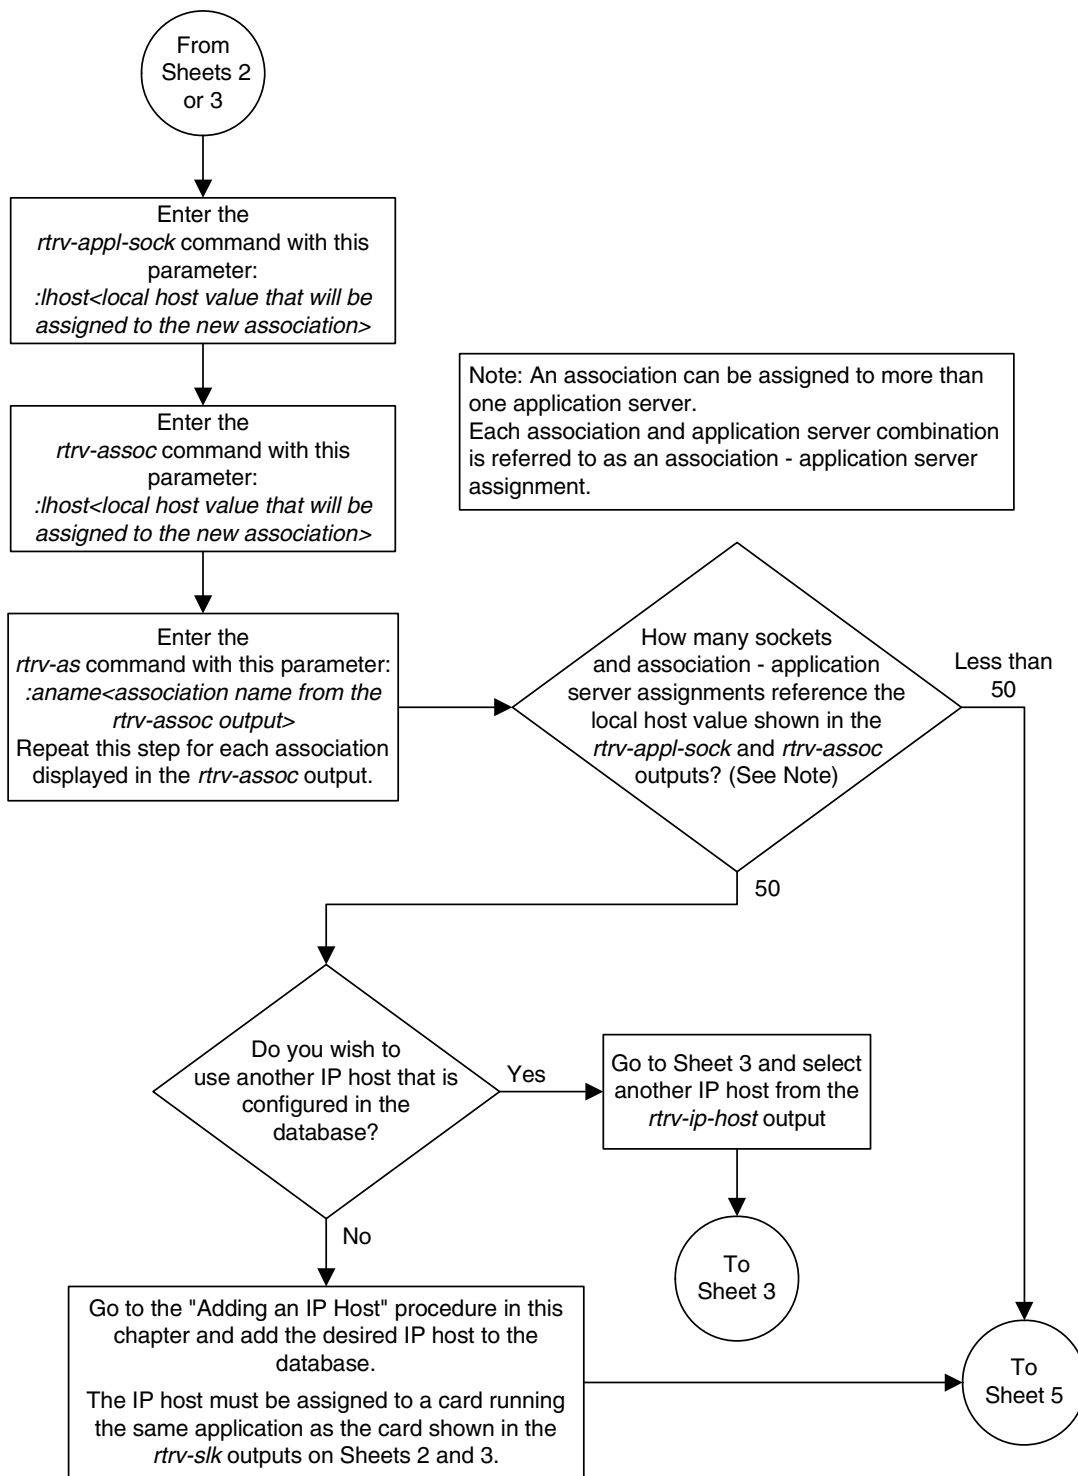 From
Sheets 2
or 3
Enter the
rtrv-appl-sock command with this
parameter:
:lhost<local host value that will be
assigned to the new association>
Enter the
rtrv-assoc command with this
parameter:
:lhost<local host value that will be
assigned to the new association>
Note: An association can be assigned to more than
one application server.
Each association and application server combination
is referred to as an association - application server
assignment.
Enter the
rtrv-as command with this parameter:
:aname<association name from the
rtrv-assoc output>
Repeat this step for each association
displayed in the rtrv-assoc output.
How many sockets
and association - application
server assignments reference the
local host value shown in the
rtrv-appl-sock and rtrv-assoc
outputs? (See Note)
Less than
50
50
Do you wish to
use another IP host that is
configured in the
database?
Yes
Go to Sheet 3 and select
another IP host from the
rtrv-ip-host output
No
To
Sheet 3
Go to the "Adding an IP Host" procedure in this
chapter and add the desired IP host to the
database.
The IP host must be assigned to a card running
the same application as the card shown in the
rtrv-slk outputs on Sheets 2 and 3.
To
Sheet 5